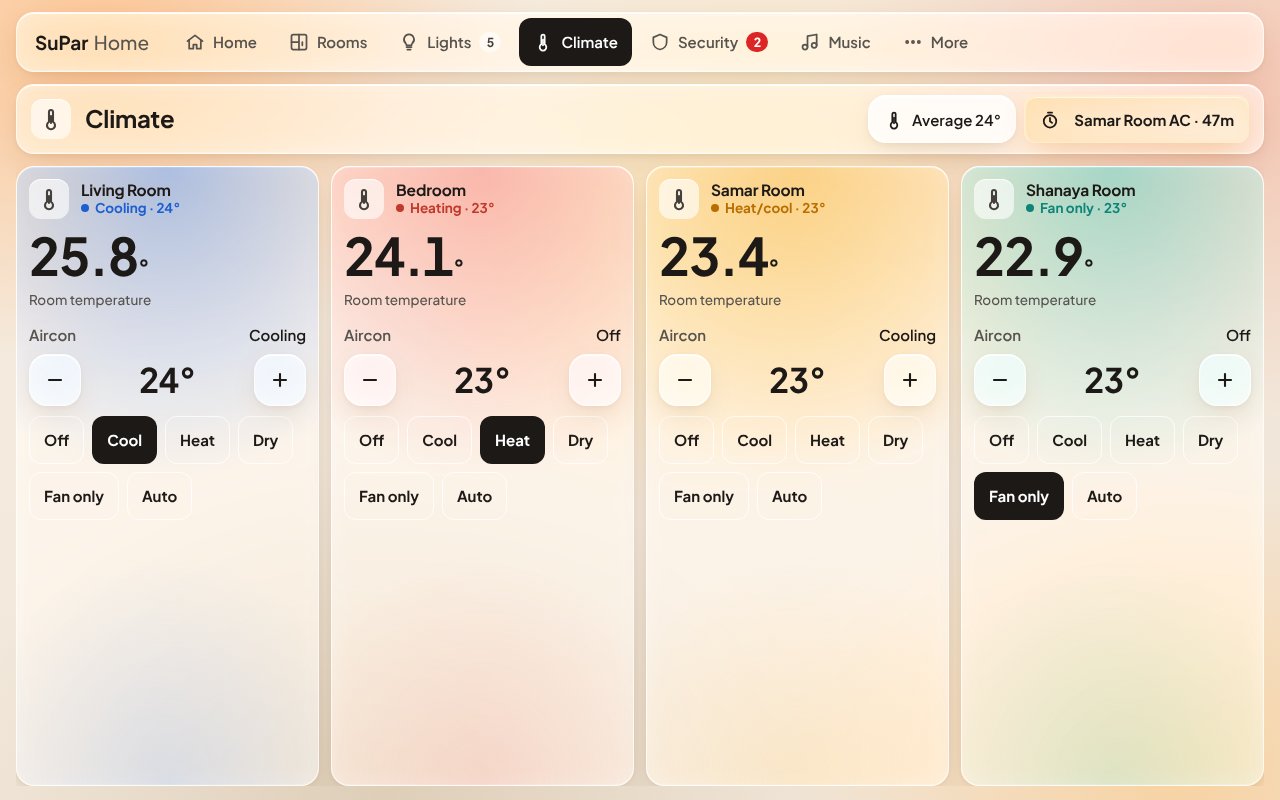 SuPar Home
Home
Rooms
Lights 5
Climate
Security 2
Music
More
Climate
Average 24°
Samar Room AC · 47m
Living Room
Cooling · 24°
25.8°
Room temperature
Aircon Cooling
− 24° +
Off Cool Heat Dry
Fan only Auto
Bedroom
Heating · 23°
24.1°
Room temperature
Aircon Off
− 23° +
Off Cool Heat Dry
Fan only Auto
Samar Room
Heat/cool · 23°
23.4°
Room temperature
Aircon Cooling
− 23° +
Off Cool Heat Dry
Fan only Auto
Shanaya Room
Fan only · 23°
22.9°
Room temperature
Aircon Off
− 23° +
Off Cool Heat Dry
Fan only Auto